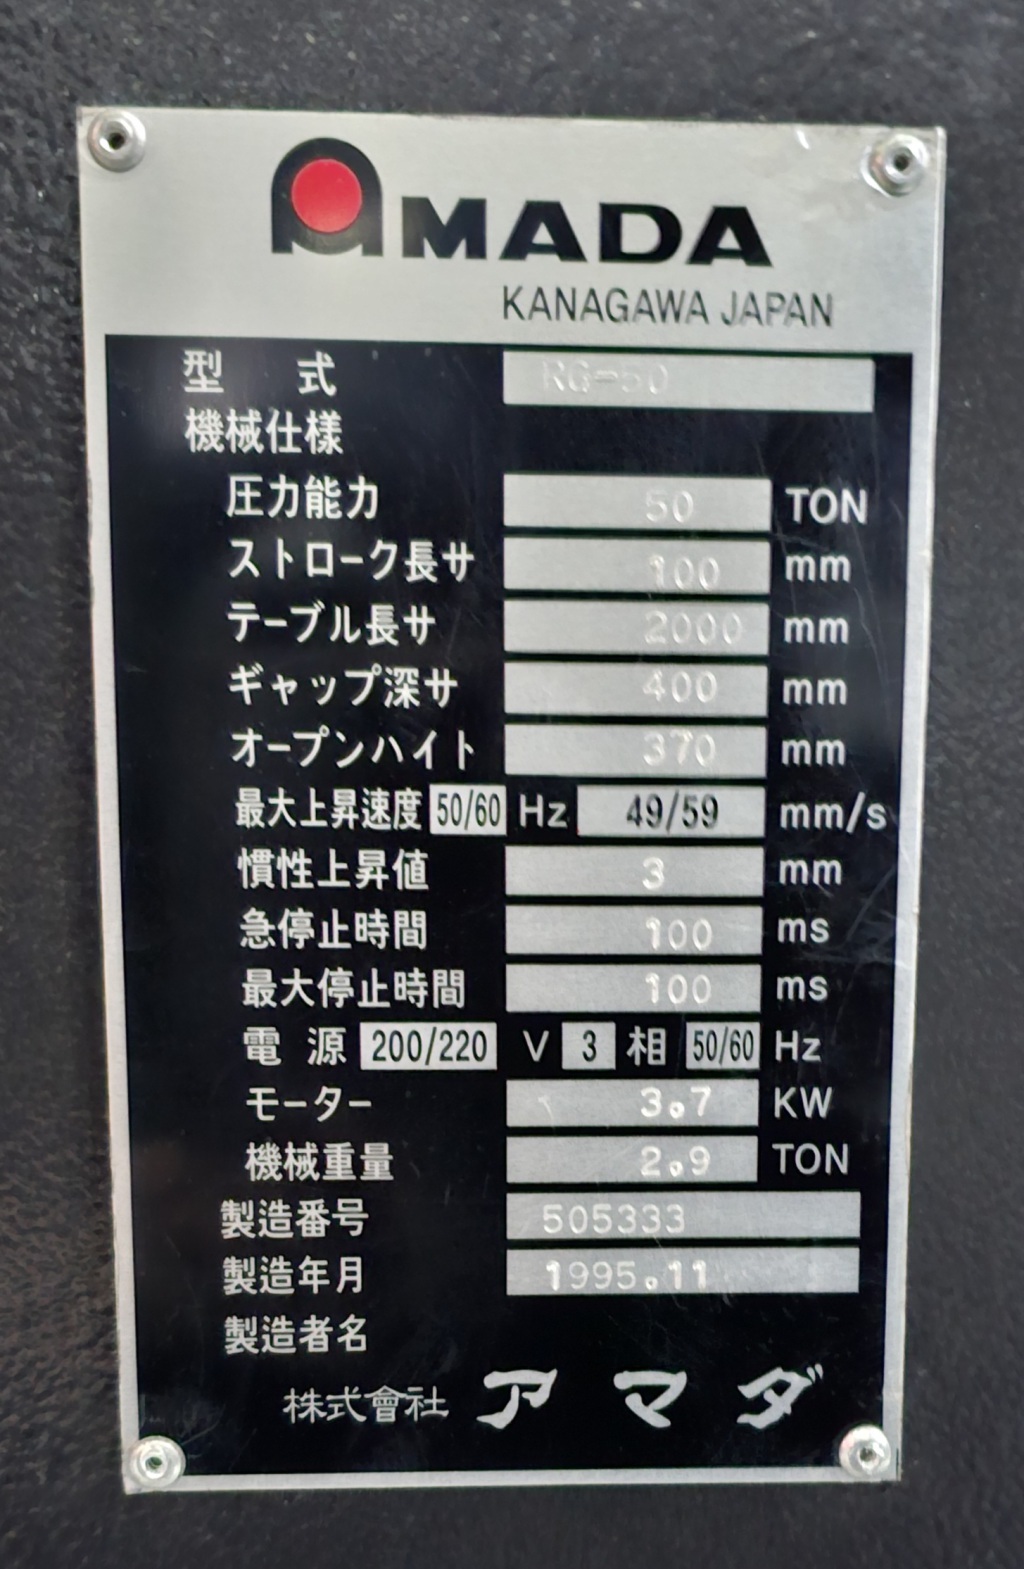 AMADA
KANAGAWA JAPAN
型 式 RG-50
機械仕様
圧力能力 50 TON
ストローク長サ 100 mm
テーブル長サ 2000 mm
ギャップ深サ 400 mm
オープンハイト 370 mm
最大上昇速度 50/60 Hz 49/59 mm/s
慣性上昇値 3 mm
急停止時間 100 ms
最大停止時間 100 ms
電 源 200/220 V 3 相 50/60 Hz
モーター 3.7 KW
機械重量 2.9 TON
製造番号 505333
製造年月 1995.11
製造者名
株式會社 アマダ